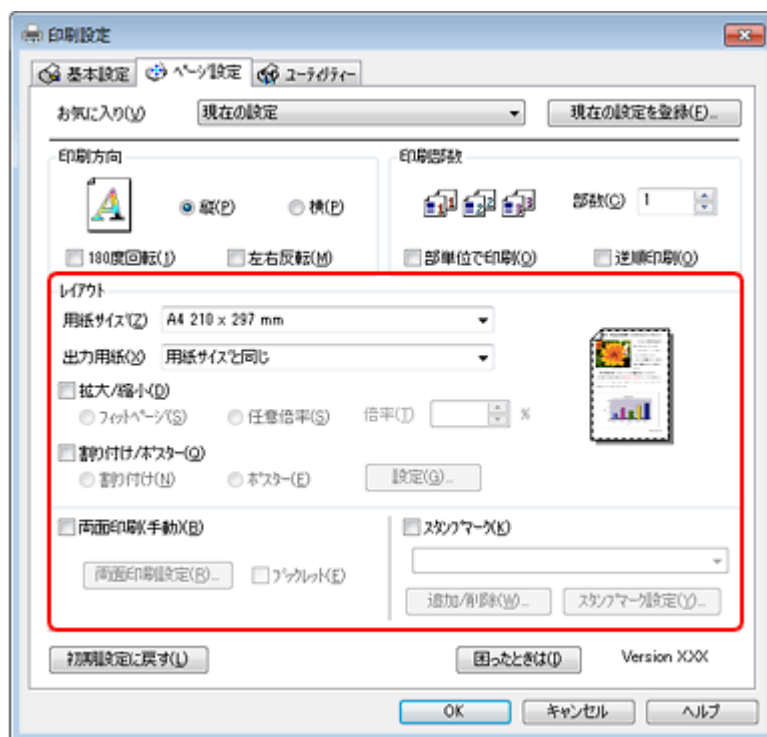 印刷設定
基本設定 ページ設定 ユーティリティー
お気に入り(V) 現在の設定 現在の設定を登録(F)...
印刷方向
縦(P) 横(P)
180度回転(1) 左右反転(M)
印刷部数
部数(C) 1
部単位で印刷(O) 逆順印刷(O)
レイアウト
用紙サイズ(Z) A4 210 x 297 mm
出力用紙(X) 用紙サイズと同じ
拡大/縮小(D)
フィットページ(S) 任意倍率(S) 倍率(T) %
割り付け/ポスター(Q)
割り付け(N) ポスター(E) 設定(G)...
両面印刷(手動)(B)
両面印刷設定(R)... ブックレット(E)
スタンプマーク(K)
追加/削除(W)... スタンプマーク設定(Y)...
初期設定に戻す(L) 困ったときは(I) Version XXX
OK キャンセル ヘルプ